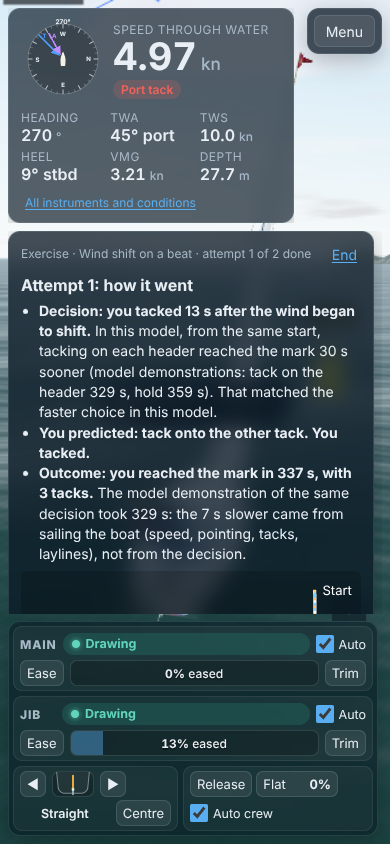 270°
W
S
N
E
T
A
SPEED THROUGH WATER
4.97 kn
Port tack
Menu
HEADING
TWA
TWS
270 °
45° port
10.0 kn
HEEL
VMG
DEPTH
9° stbd
3.21 kn
27.7 m
All instruments and conditions
Exercise · Wind shift on a beat · attempt 1 of 2 done
End
Attempt 1: how it went
• Decision: you tacked 13 s after the wind began
to shift. In this model, from the same start,
tacking on each header reached the mark 30 s
sooner (model demonstrations: tack on the
header 329 s, hold 359 s). That matched the
faster choice in this model.
• You predicted: tack onto the other tack. You
tacked.
• Outcome: you reached the mark in 337 s, with
3 tacks. The model demonstration of the same
decision took 329 s: the 7 s slower came from
sailing the boat (speed, pointing, tacks,
laylines), not from the decision.
Start
MAIN
Drawing
Auto
Ease
0% eased
Trim
JIB
Drawing
Auto
Ease
13% eased
Trim
Straight
Centre
Release
Flat 0%
Auto crew